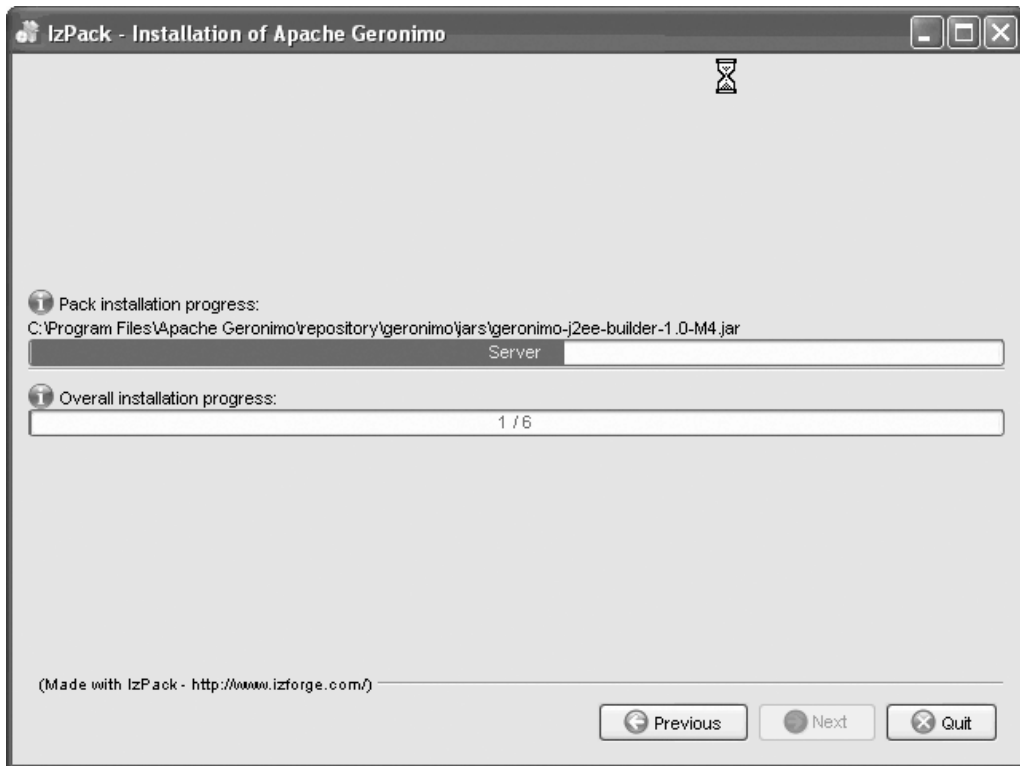 IzPack - Installation of Apache Geronimo
Pack installation progress:
C:\Program Files\Apache Geronimo\repository\geronimo\jars\geronimo-j2ee-builder-1.0-M4.jar
Server
Overall installation progress:
1 / 6
(Made with IzPack - http://www.izforge.com/)
Previous Next Quit